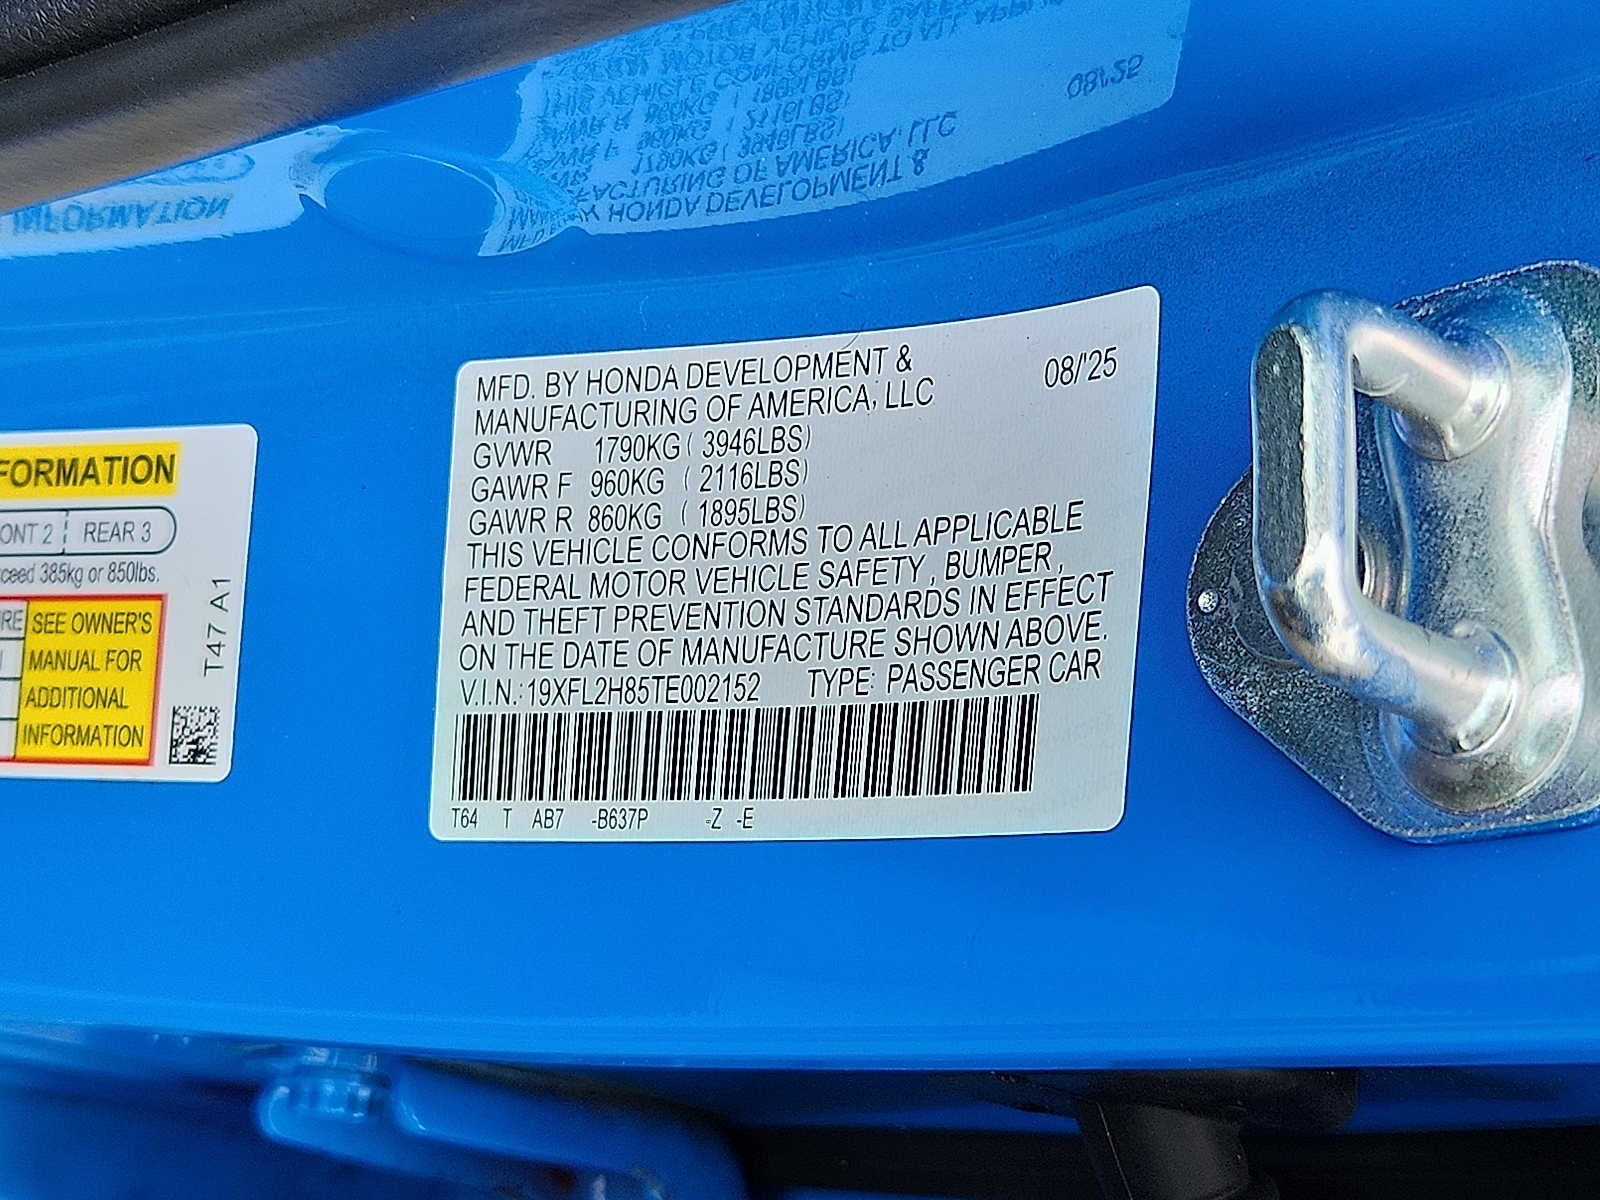 MFD. BY HONDA DEVELOPMENT &
MANUFACTURING OF AMERICA, LLC
08/'25
GVWR 1790KG ( 3946LBS)
GAWR F 960KG ( 2116LBS)
GAWR R 860KG ( 1895LBS)
THIS VEHICLE CONFORMS TO ALL APPLICABLE
FEDERAL MOTOR VEHICLE SAFETY, BUMPER,
AND THEFT PREVENTION STANDARDS IN EFFECT
ON THE DATE OF MANUFACTURE SHOWN ABOVE.
V.I.N.: 19XFL2H85TE002152 TYPE: PASSENGER CAR
T64 T AB7 -B637P -Z -E
FORMATION
ONT 2 REAR 3
ceed 385kg or 850lbs.
RE
SEE OWNER'S
MANUAL FOR
ADDITIONAL
INFORMATION
T47 A1